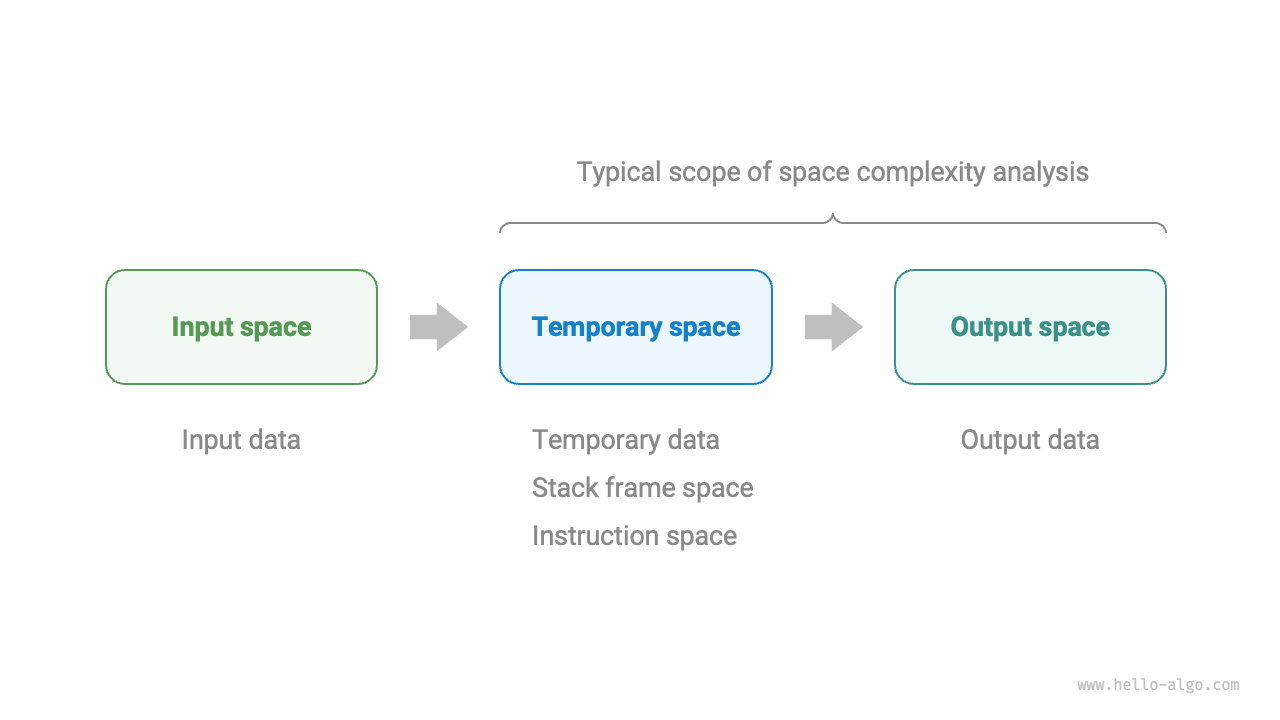 Typical scope of space complexity analysis
Input space
Temporary space
Output space
Input data
Temporary data
Output data
Stack frame space
Instruction space
www.hello-algo.com